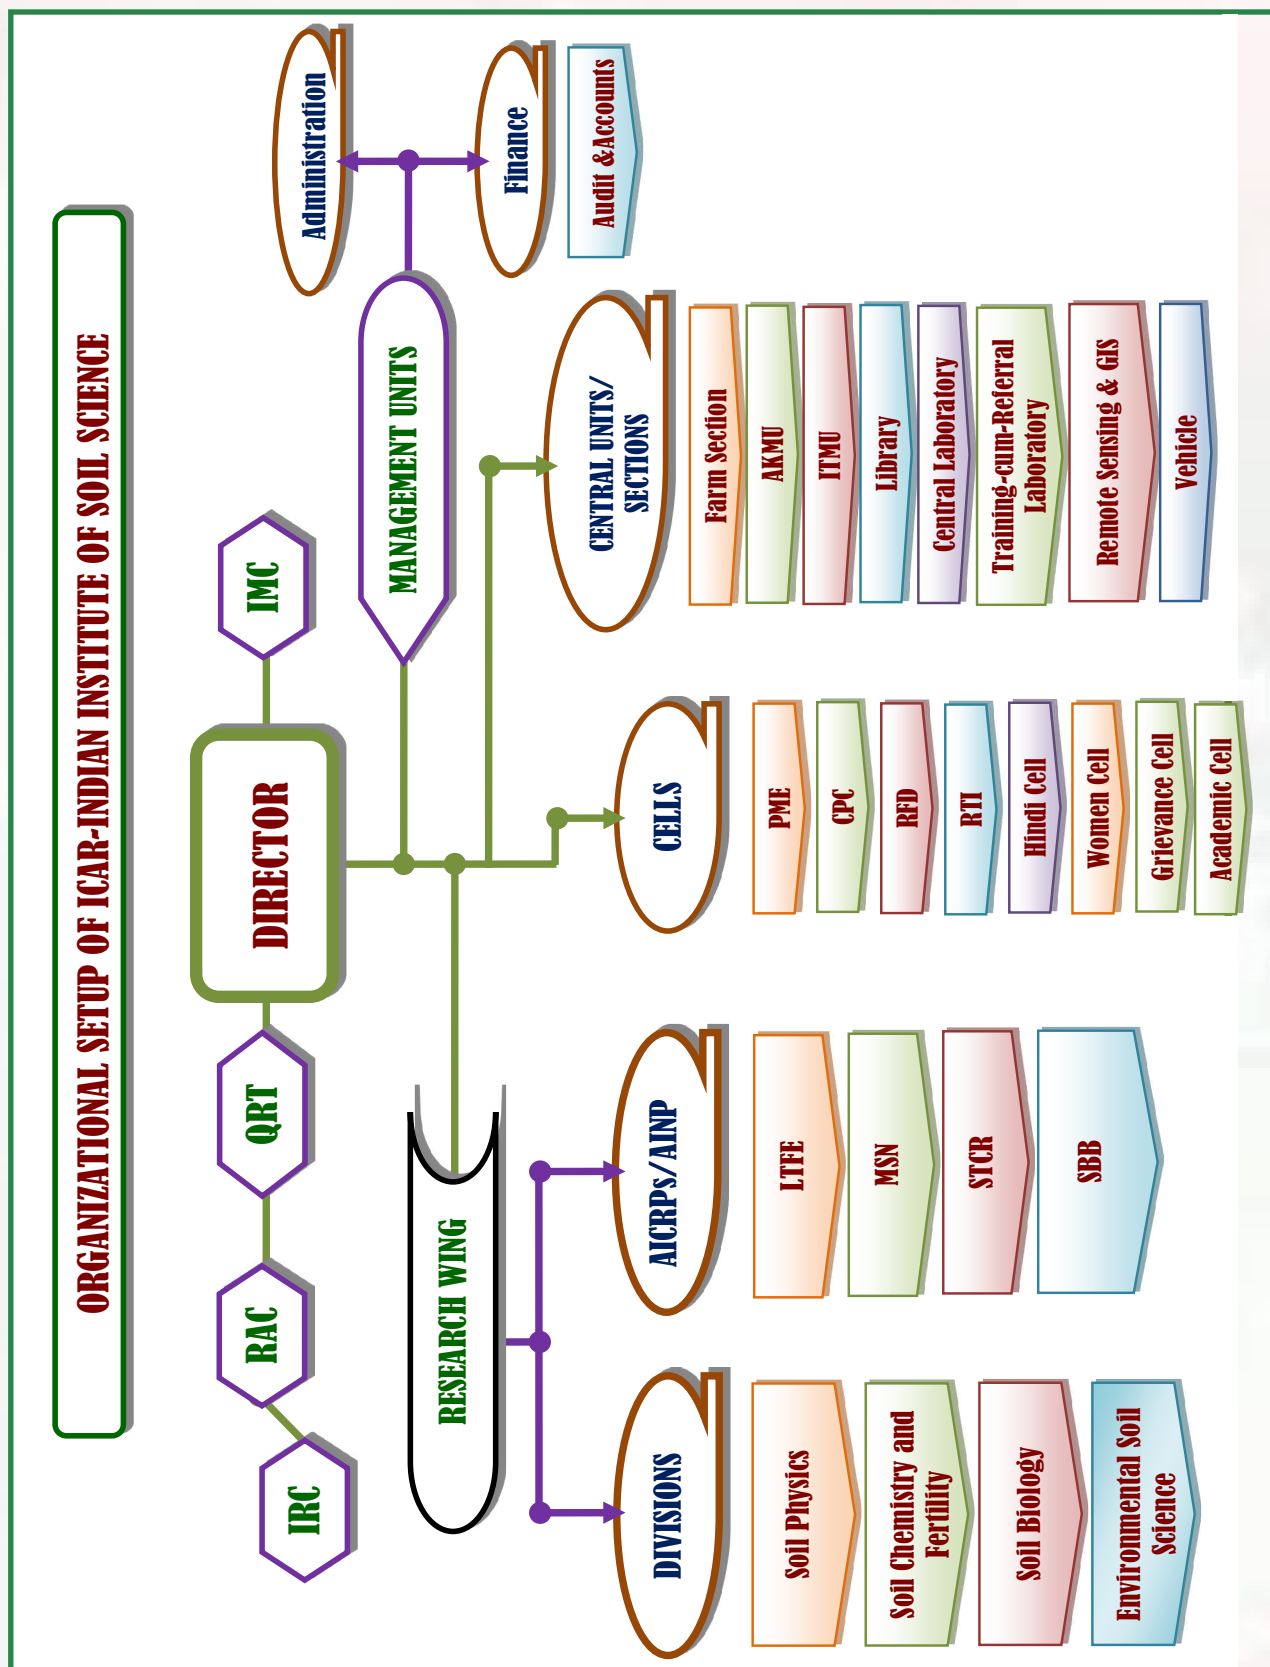 ORGANIZATIONAL SETUP OF ICAR-INDIAN INSTITUTE OF SOIL SCIENCE
IRC
RAC
QRT
DIRECTOR
IMC
RESEARCH WING
MANAGEMENT UNITS
Administration
Finance
Audit &Accounts
DIVISIONS
Soil Physics
Soil Chemistry and
Fertility
Soil Biology
Environmental Soil
Science
AICRPs/AINP
LTFE
MSN
STCR
SBB
CELLS
PME
CPC
RFD
RTI
Hindi Cell
Women Cell
Grievance Cell
Academic Cell
CENTRAL UNITS/
SECTIONS
Farm Section
AKMU
ITMU
Library
Central Laboratory
Training-cum-Referral
Laboratory
Remote Sensing & GIS
Vehicle